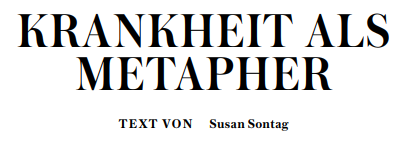 KRANKHEIT ALS
METAPHER
TEXT VON Susan Sontag